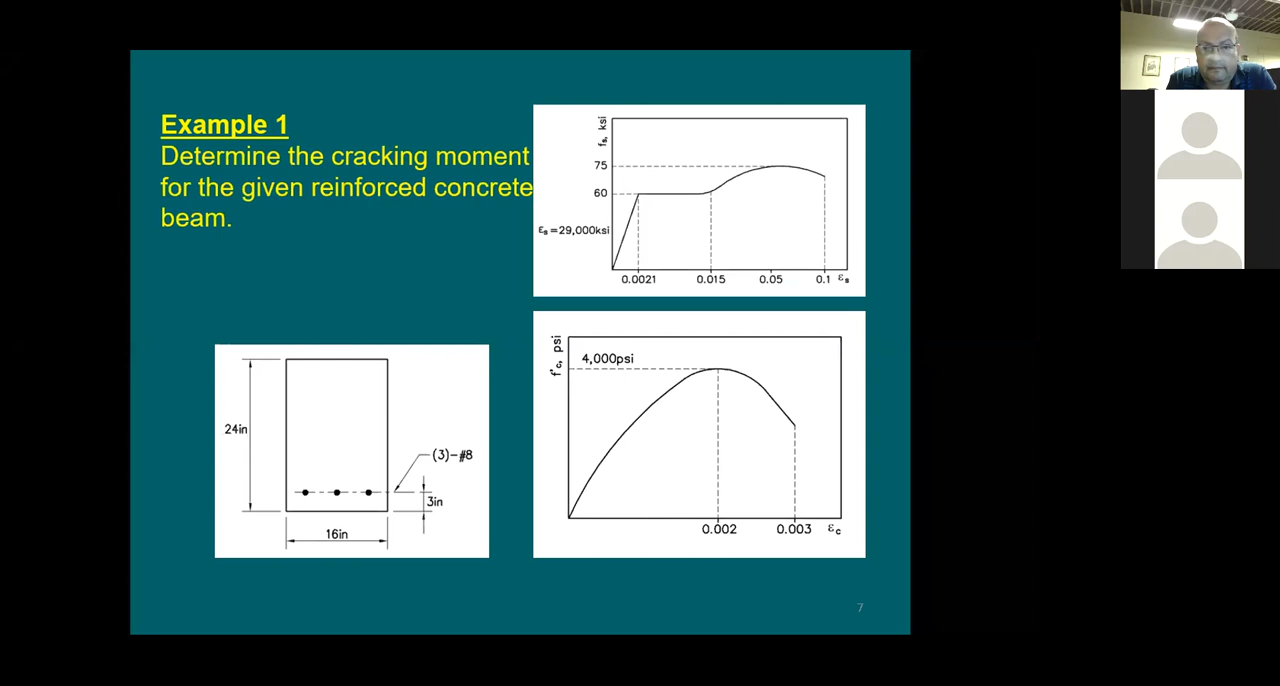 Example 1
Determine the cracking moment
for the given reinforced concrete
beam.
fs, ksi
75
60
Es=29,000ksi
0.0021
0.015
0.05
0.1
εs
f'c, psi
4,000psi
0.002
0.003
εc
24in
(3)-#8
3in
16in
7